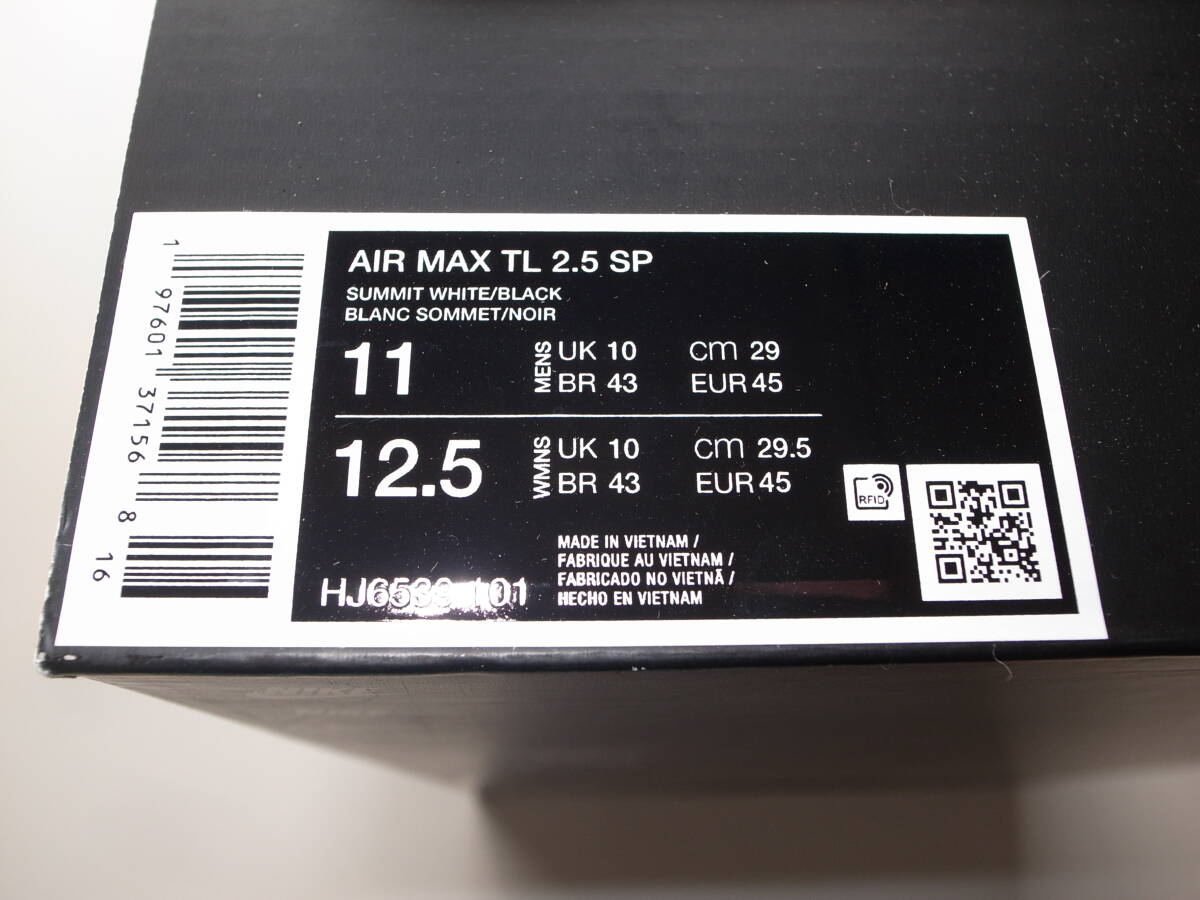 AIR MAX TL 2.5 SP
SUMMIT WHITE/BLACK
BLANC SOMMET/NOIR
11 MENS UK 10 cm 29
BR 43 EUR 45
12.5 WMNS UK 10 cm 29.5
BR 43 EUR 45
RFID
MADE IN VIETNAM /
FABRIQUE AU VIETNAM /
FABRICADO NO VIETNÃ /
HECHO EN VIETNAM
1 97601 37156 8 16
NIKE